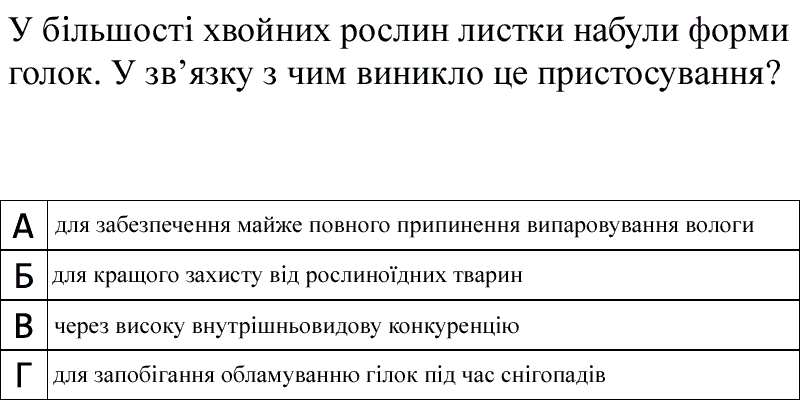 У більшості хвойних рослин листки набули форми
голок. У зв’язку з чим виникло це пристосування?
А для забезпечення майже повного припинення випаровування вологи
Б для кращого захисту від рослиноїдних тварин
В через високу внутрішньовидову конкуренцію
Г для запобігання обламуванню гілок під час снігопадів